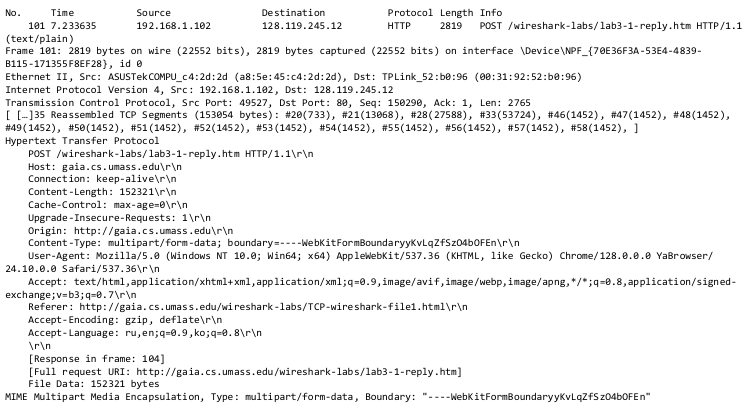 No. Time Source Destination Protocol Length Info
101 7.233635 192.168.1.102 128.119.245.12 HTTP 2819 POST /wireshark-labs/lab3-1-reply.htm HTTP/1.1
(text/plain)
Frame 101: 2819 bytes on wire (22552 bits), 2819 bytes captured (22552 bits) on interface \Device\NPF_{70E36F3A-53E4-4839-
B115-171355F8EF28}, id 0
Ethernet II, Src: ASUSTekCOMPU_c4:2d:2d (a8:5e:45:c4:2d:2d), Dst: TPLink_52:b0:96 (00:31:92:52:b0:96)
Internet Protocol Version 4, Src: 192.168.1.102, Dst: 128.119.245.12
Transmission Control Protocol, Src Port: 49527, Dst Port: 80, Seq: 150290, Ack: 1, Len: 2765
[ […]35 Reassembled TCP Segments (153054 bytes): #20(733), #21(13068), #28(27588), #33(53724), #46(1452), #47(1452), #48(1452),
#49(1452), #50(1452), #51(1452), #52(1452), #53(1452), #54(1452), #55(1452), #56(1452), #57(1452), #58(1452), ]
Hypertext Transfer Protocol
POST /wireshark-labs/lab3-1-reply.htm HTTP/1.1\r\n
Host: gaia.cs.umass.edu\r\n
Connection: keep-alive\r\n
Content-Length: 152321\r\n
Cache-Control: max-age=0\r\n
Upgrade-Insecure-Requests: 1\r\n
Origin: http://gaia.cs.umass.edu\r\n
Content-Type: multipart/form-data; boundary=----WebKitFormBoundaryyKvLqZfSzO4bOFEn\r\n
User-Agent: Mozilla/5.0 (Windows NT 10.0; Win64; x64) AppleWebKit/537.36 (KHTML, like Gecko) Chrome/128.0.0.0 YaBrowser/
24.10.0.0 Safari/537.36\r\n
Accept: text/html,application/xhtml+xml,application/xml;q=0.9,image/avif,image/webp,image/apng,*/*;q=0.8,application/signed-
exchange;v=b3;q=0.7\r\n
Referer: http://gaia.cs.umass.edu/wireshark-labs/TCP-wireshark-file1.html\r\n
Accept-Encoding: gzip, deflate\r\n
Accept-Language: ru,en;q=0.9,ko;q=0.8\r\n
\r\n
[Response in frame: 104]
[Full request URI: http://gaia.cs.umass.edu/wireshark-labs/lab3-1-reply.htm]
File Data: 152321 bytes
MIME Multipart Media Encapsulation, Type: multipart/form-data, Boundary: "----WebKitFormBoundaryyKvLqZfSzO4bOFEn"